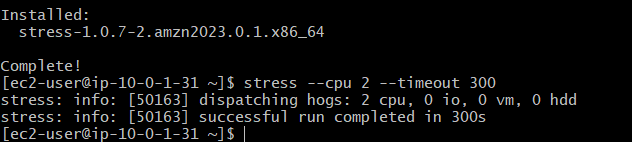 Installed:
  stress-1.0.7-2.amzn2023.0.1.x86_64
Complete!
[ec2-user@ip-10-0-1-31 ~]$ stress --cpu 2 --timeout 300
stress: info: [50163] dispatching hogs: 2 cpu, 0 io, 0 vm, 0 hdd
stress: info: [50163] successful run completed in 300s
[ec2-user@ip-10-0-1-31 ~]$